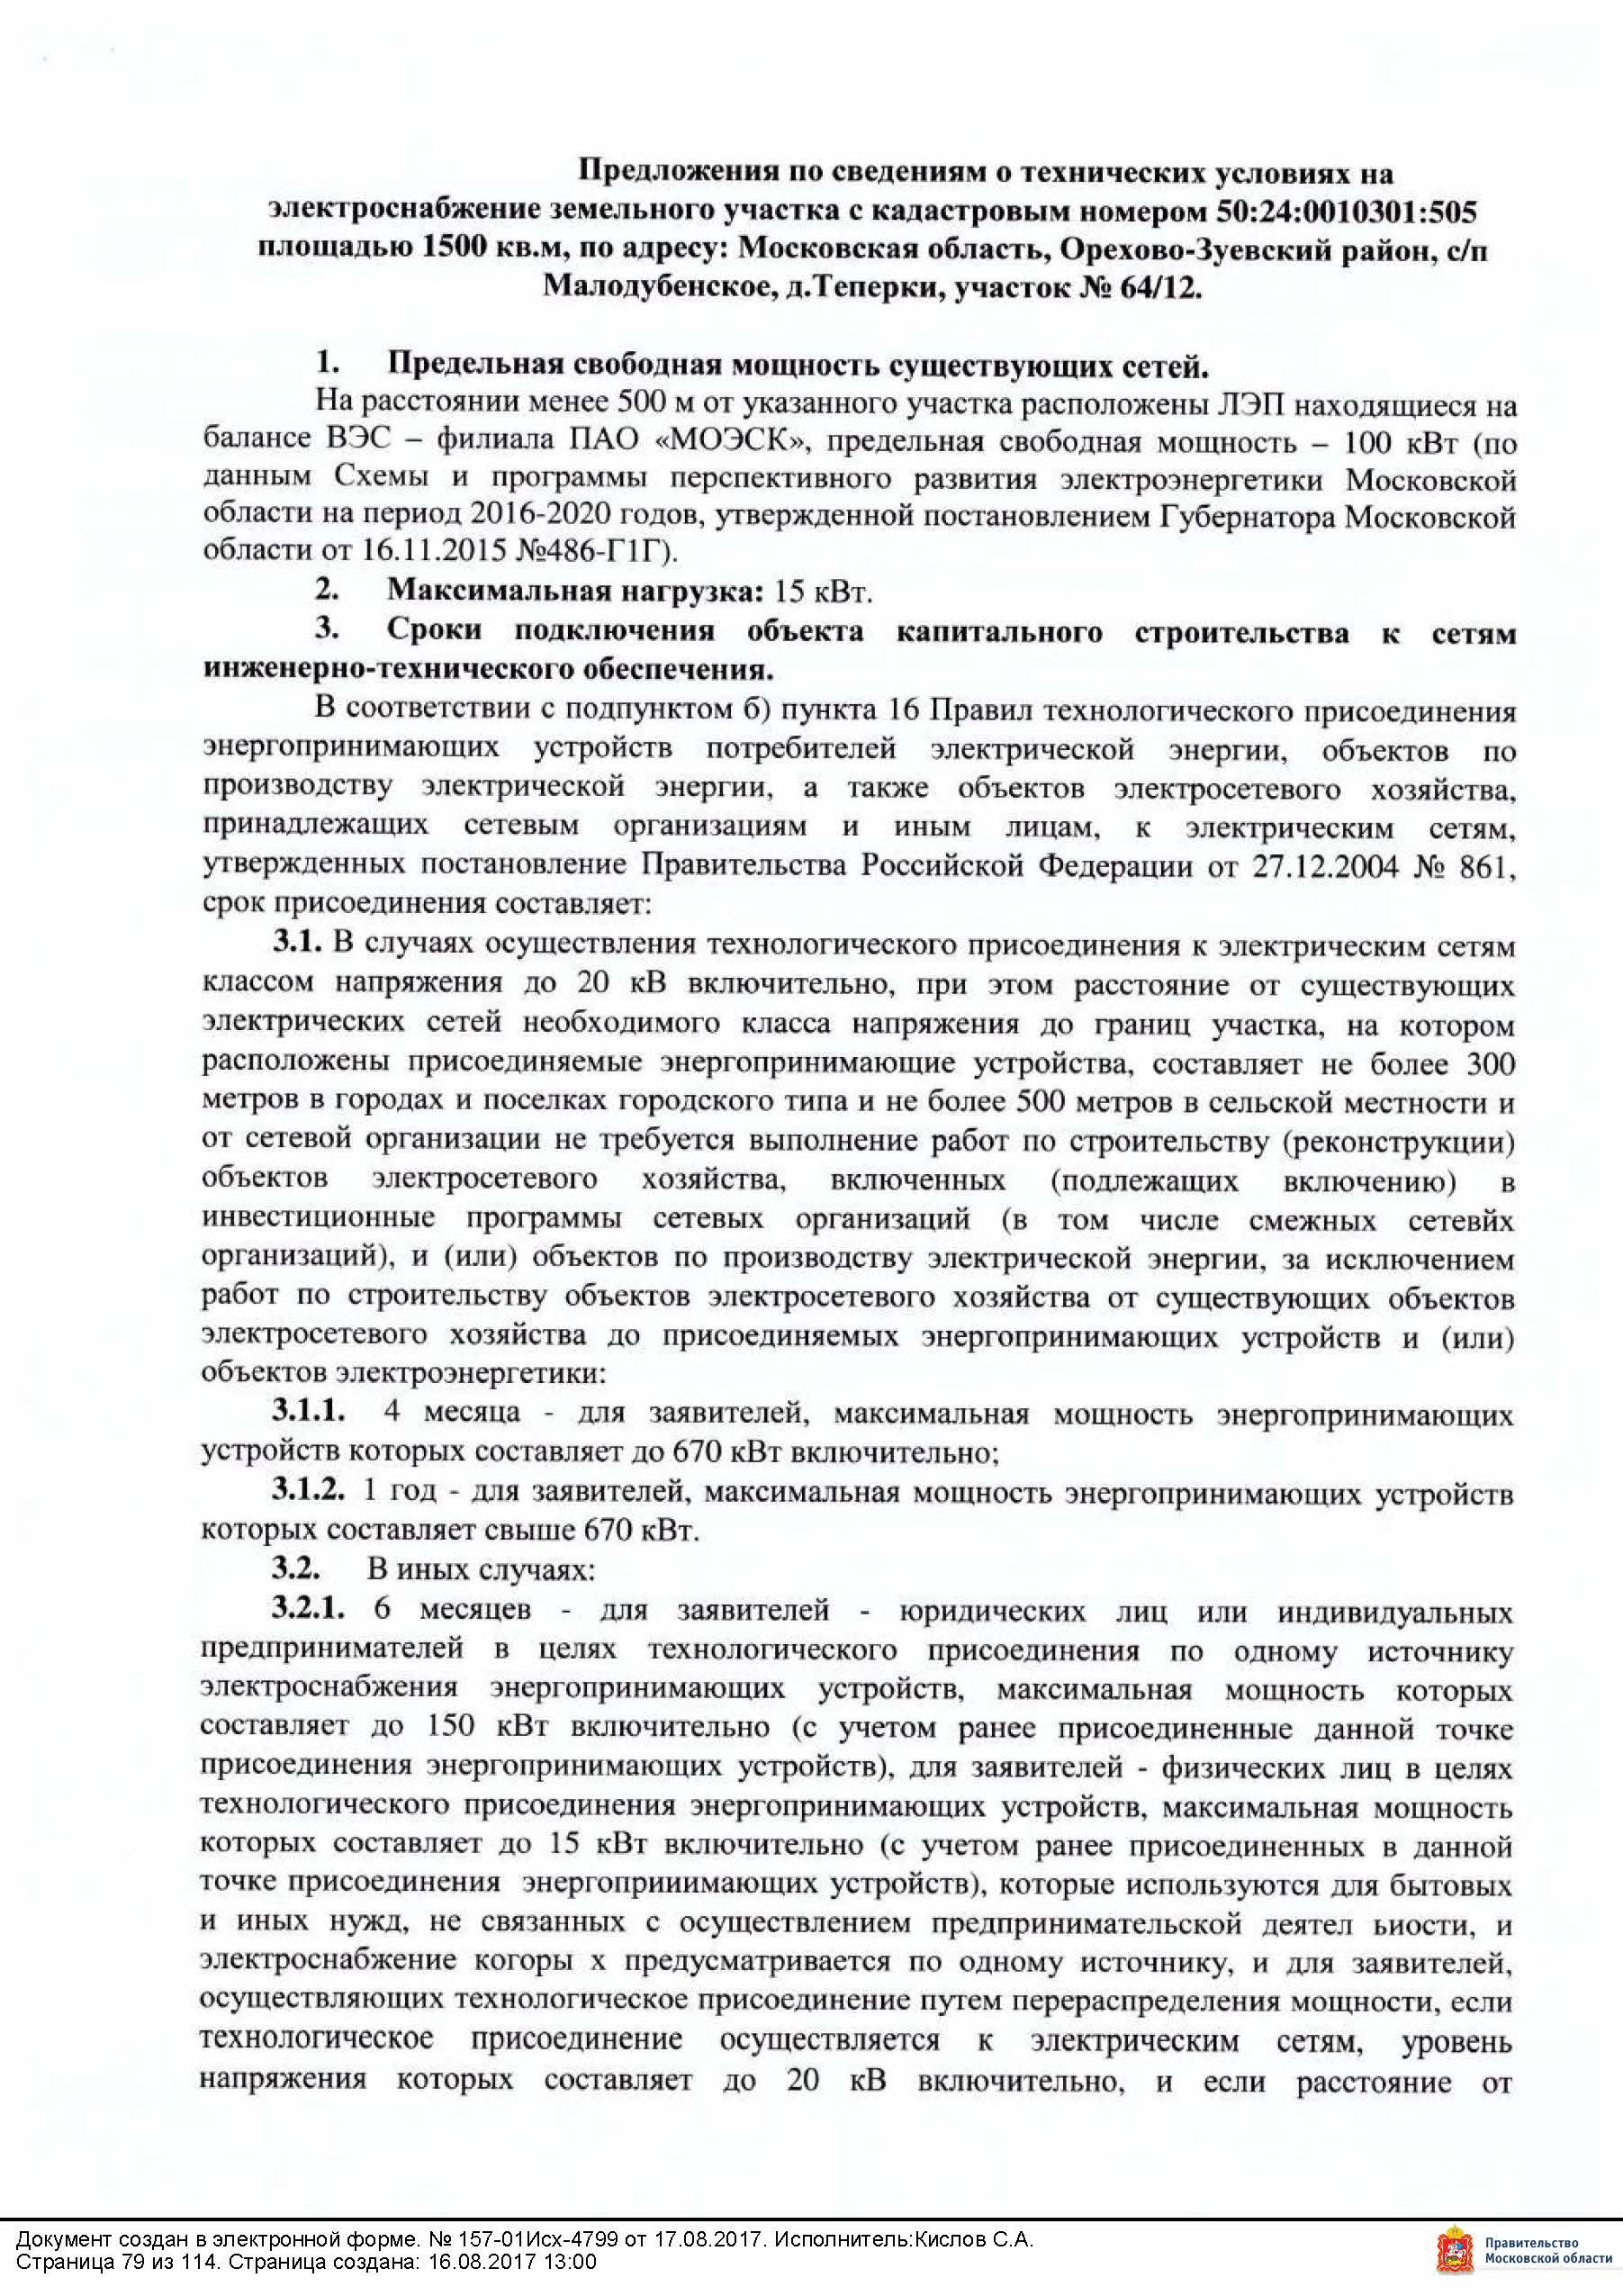 Предложения по сведениям о технических условиях на
электроснабжение земельного участка с кадастровым номером 50:24:0010301:505
площадью 1500 кв.м, по адресу: Московская область, Орехово-Зуевский район, с/п
Малодубенское, д.Теперки, участок № 64/12.
1. Предельная свободная мощность существующих сетей.
На расстоянии менее 500 м от указанного участка расположены ЛЭП находящиеся на
балансе ВЭС – филиала ПАО «МОЭСК», предельная свободная мощность – 100 кВт (по
данным Схемы и программы перспективного развития электроэнергетики Московской
области на период 2016-2020 годов, утвержденной постановлением Губернатора Московской
области от 16.11.2015 №486-Г1Г).
2. Максимальная нагрузка: 15 кВт.
3. Сроки подключения объекта капитального строительства к сетям
инженерно-технического обеспечения.
В соответствии с подпунктом б) пункта 16 Правил технологического присоединения
энергопринимающих устройств потребителей электрической энергии, объектов по
производству электрической энергии, а также объектов электросетевого хозяйства,
принадлежащих сетевым организациям и иным лицам, к электрическим сетям,
утвержденных постановление Правительства Российской Федерации от 27.12.2004 № 861,
срок присоединения составляет:
3.1. В случаях осуществления технологического присоединения к электрическим сетям
классом напряжения до 20 кВ включительно, при этом расстояние от существующих
электрических сетей необходимого класса напряжения до границ участка, на котором
расположены присоединяемые энергопринимающие устройства, составляет не более 300
метров в городах и поселках городского типа и не более 500 метров в сельской местности и
от сетевой организации не требуется выполнение работ по строительству (реконструкции)
объектов электросетевого хозяйства, включенных (подлежащих включению) в
инвестиционные программы сетевых организаций (в том числе смежных сетевйх
организаций), и (или) объектов по производству электрической энергии, за исключением
работ по строительству объектов электросетевого хозяйства от существующих объектов
электросетевого хозяйства до присоединяемых энергопринимающих устройств и (или)
объектов электроэнергетики:
3.1.1. 4 месяца - для заявителей, максимальная мощность энергопринимающих
устройств которых составляет до 670 кВт включительно;
3.1.2. 1 год - для заявителей, максимальная мощность энергопринимающих устройств
которых составляет свыше 670 кВт.
3.2. В иных случаях:
3.2.1. 6 месяцев - для заявителей - юридических лиц или индивидуальных
предпринимателей в целях технологического присоединения по одному источнику
электроснабжения энергопринимающих устройств, максимальная мощность которых
составляет до 150 кВт включительно (с учетом ранее присоединенные данной точке
присоединения энергопринимающих устройств), для заявителей - физических лиц в целях
технологического присоединения энергопринимающих устройств, максимальная мощность
которых составляет до 15 кВт включительно (с учетом ранее присоединенных в данной
точке присоединения энергоприиимающих устройств), которые используются для бытовых
и иных нужд, не связанных с осуществлением предпринимательской деятел ьиости, и
электроснабжение когоры х предусматривается по одному источнику, и для заявителей,
осуществляющих технологическое присоединение путем перераспределения мощности, если
технологическое присоединение осуществляется к электрическим сетям, уровень
напряжения которых составляет до 20 кВ включительно, и если расстояние от
Документ создан в электронной форме. № 157-01Исх-4799 от 17.08.2017. Исполнитель:Кислов С.А.
Страница 79 из 114. Страница создана: 16.08.2017 13:00
Правительство
Московской области